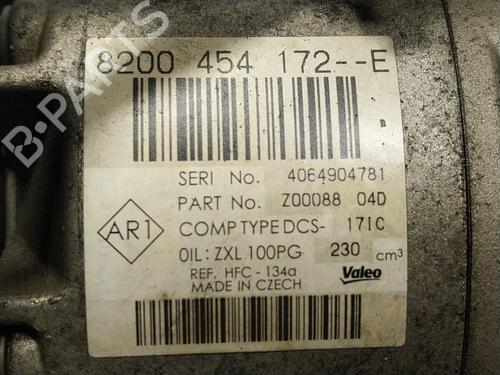 8200 454 172--E
B-PARTS
D
SERI No. 4064904781
PART No. Z00088 04D
AR1
COMP TYPE DCS- 17IC
OIL: ZXL 100PG 230 cm³
REF. HFC - 134a
MADE IN CZECH
Valeo